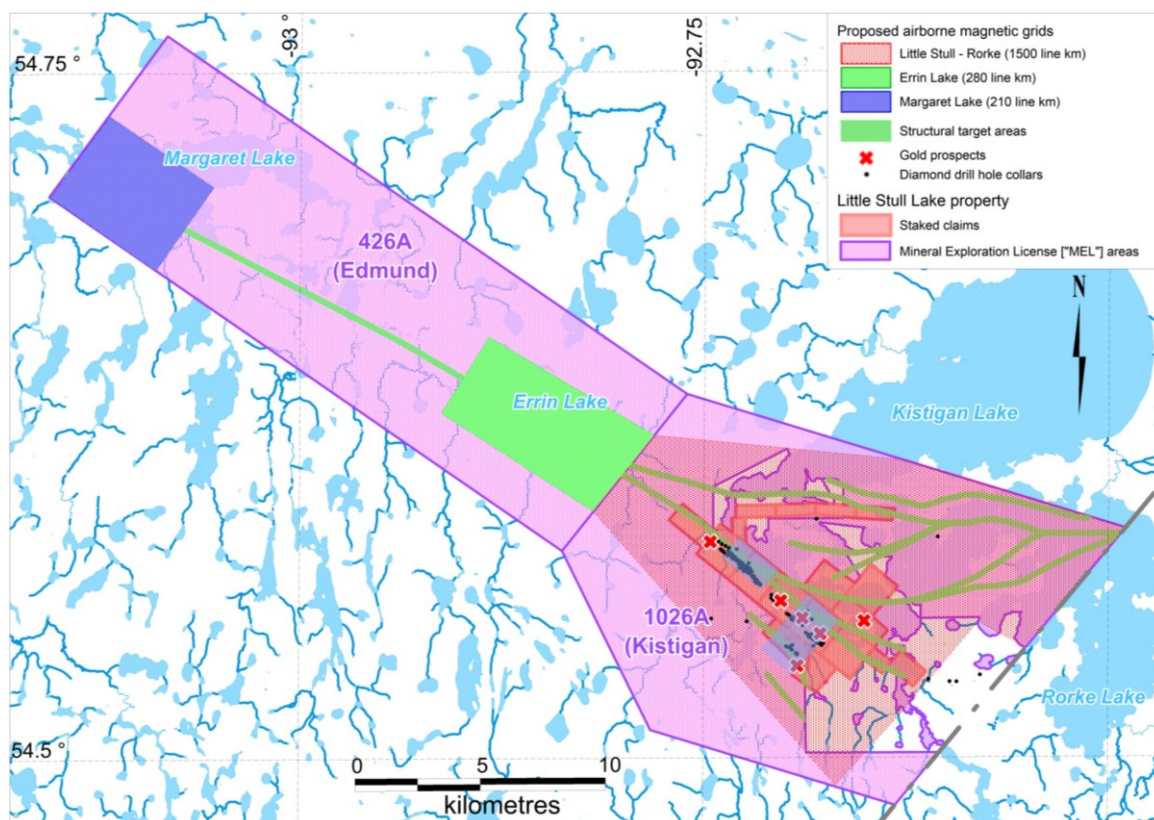 54.75 °
-93 °
-92.75
Proposed airborne magnetic grids
Little Stull - Rorke (1500 line km)
Errin Lake (280 line km)
Margaret Lake (210 line km)
Structural target areas
Gold prospects
Diamond drill hole collars
Little Stull Lake property
Staked claims
Mineral Exploration License ["MEL"] areas
Margaret Lake
426A
(Edmund)
N
Errin Lake
Kistigan Lake
1026A
(Kistigan)
Rorke Lake
54.5 °
0 5 10
kilometres